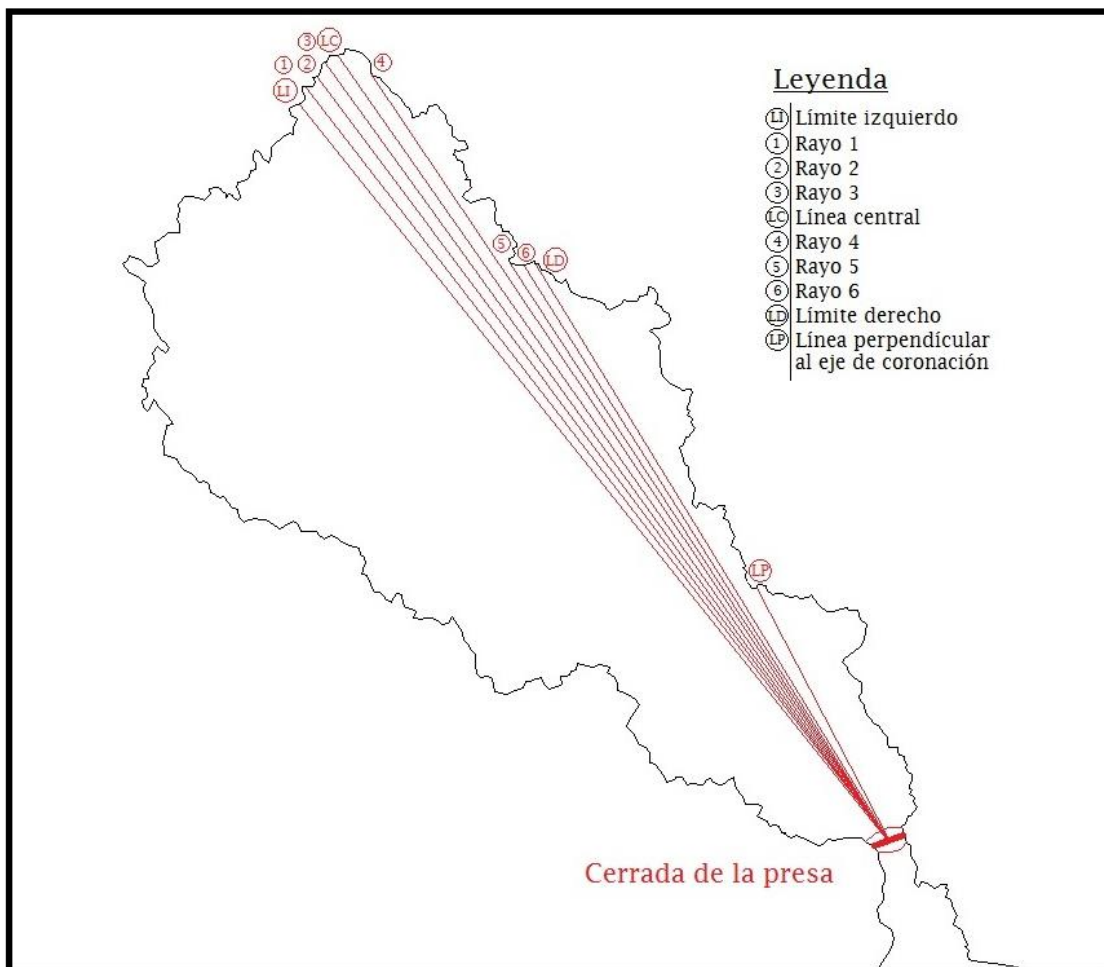 3 LC
1 2 4
LI
Leyenda
LI Límite izquierdo
1 Rayo 1
2 Rayo 2
3 Rayo 3
LC Línea central
4 Rayo 4
5 Rayo 5
6 Rayo 6
LD Límite derecho
LP Línea perpendícular
al eje de coronación
5 6 LD
LP
Cerrada de la presa